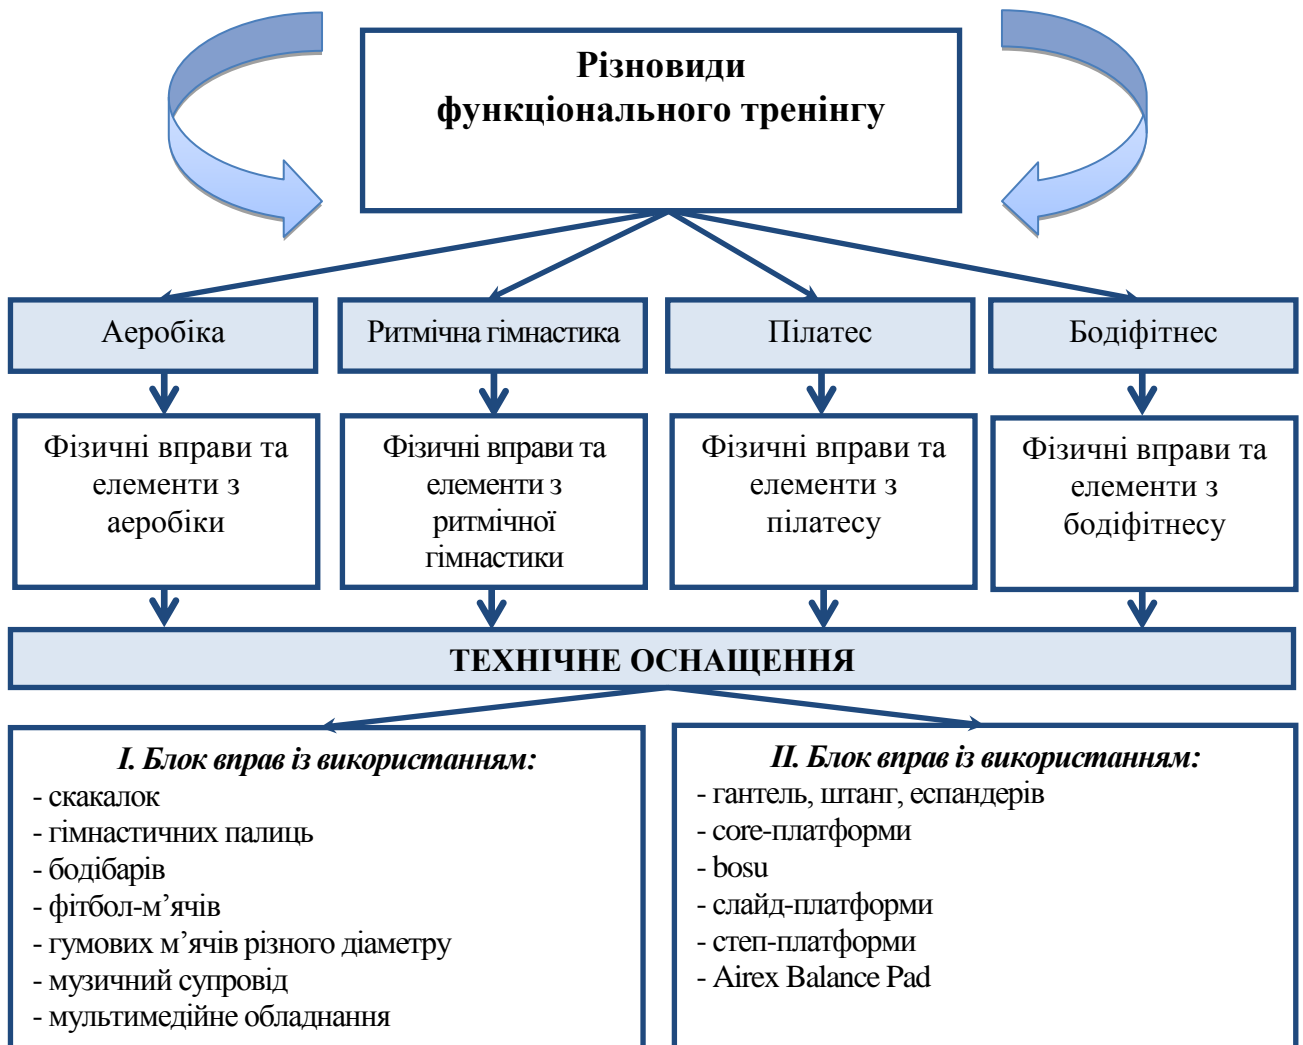 Різновиди
функціонального тренінгу
Аеробіка
Ритмічна гімнастика
Пілатес
Бодіфітнес
Фізичні вправи та
елементи з
аеробіки
Фізичні вправи та
елементи з
ритмічної
гімнастики
Фізичні вправи та
елементи з
пілатесу
Фізичні вправи та
елементи з
бодіфітнесу
ТЕХНІЧНЕ ОСНАЩЕННЯ
І. Блок вправ із використанням:
- скакалок
- гімнастичних палиць
- бодібарів
- фітбол-м’ячів
- гумових м’ячів різного діаметру
- музичний супровід
- мультимедійне обладнання
ІІ. Блок вправ із використанням:
- гантель, штанг, еспандерів
- core-платформи
- bosu
- слайд-платформи
- степ-платформи
- Airex Balance Pad